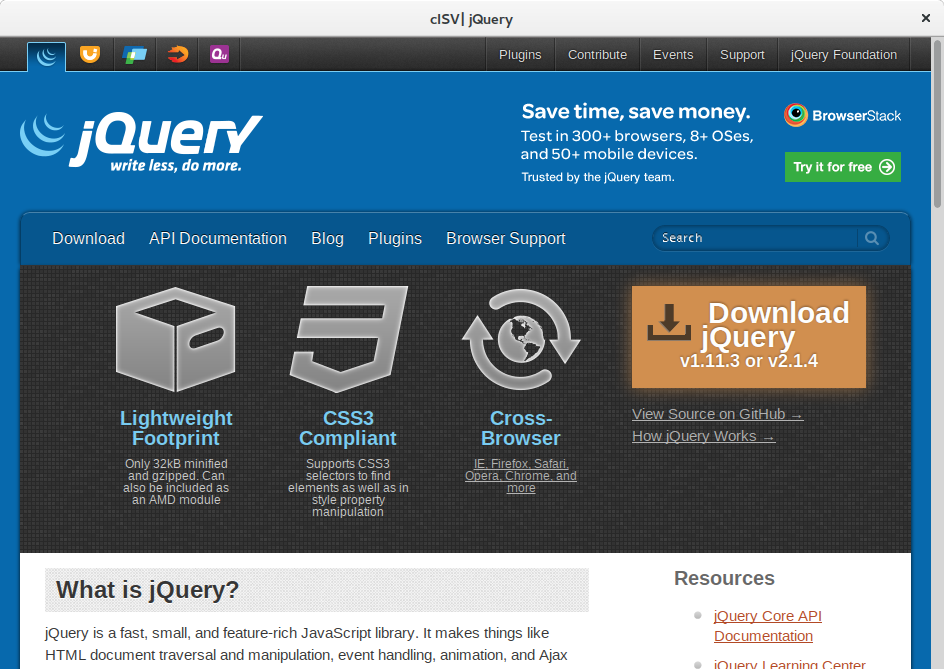 cISV| jQuery
Plugins Contribute Events Support jQuery Foundation
jQuery
write less, do more.
Save time, save money.
Test in 300+ browsers, 8+ OSes,
and 50+ mobile devices.
Trusted by the jQuery team.
BrowserStack
Try it for free
Download API Documentation Blog Plugins Browser Support
Search
Lightweight
Footprint
Only 32kB minified
and gzipped. Can
also be included as
an AMD module
CSS3
Compliant
Supports CSS3
selectors to find
elements as well as in
style property
manipulation
Cross-
Browser
IE, Firefox, Safari,
Opera, Chrome, and
more
Download
jQuery
v1.11.3 or v2.1.4
View Source on GitHub →
How jQuery Works →
What is jQuery?
jQuery is a fast, small, and feature-rich JavaScript library. It makes things like
HTML document traversal and manipulation, event handling, animation, and Ajax
Resources
jQuery Core API
Documentation
jQuery Learning Center